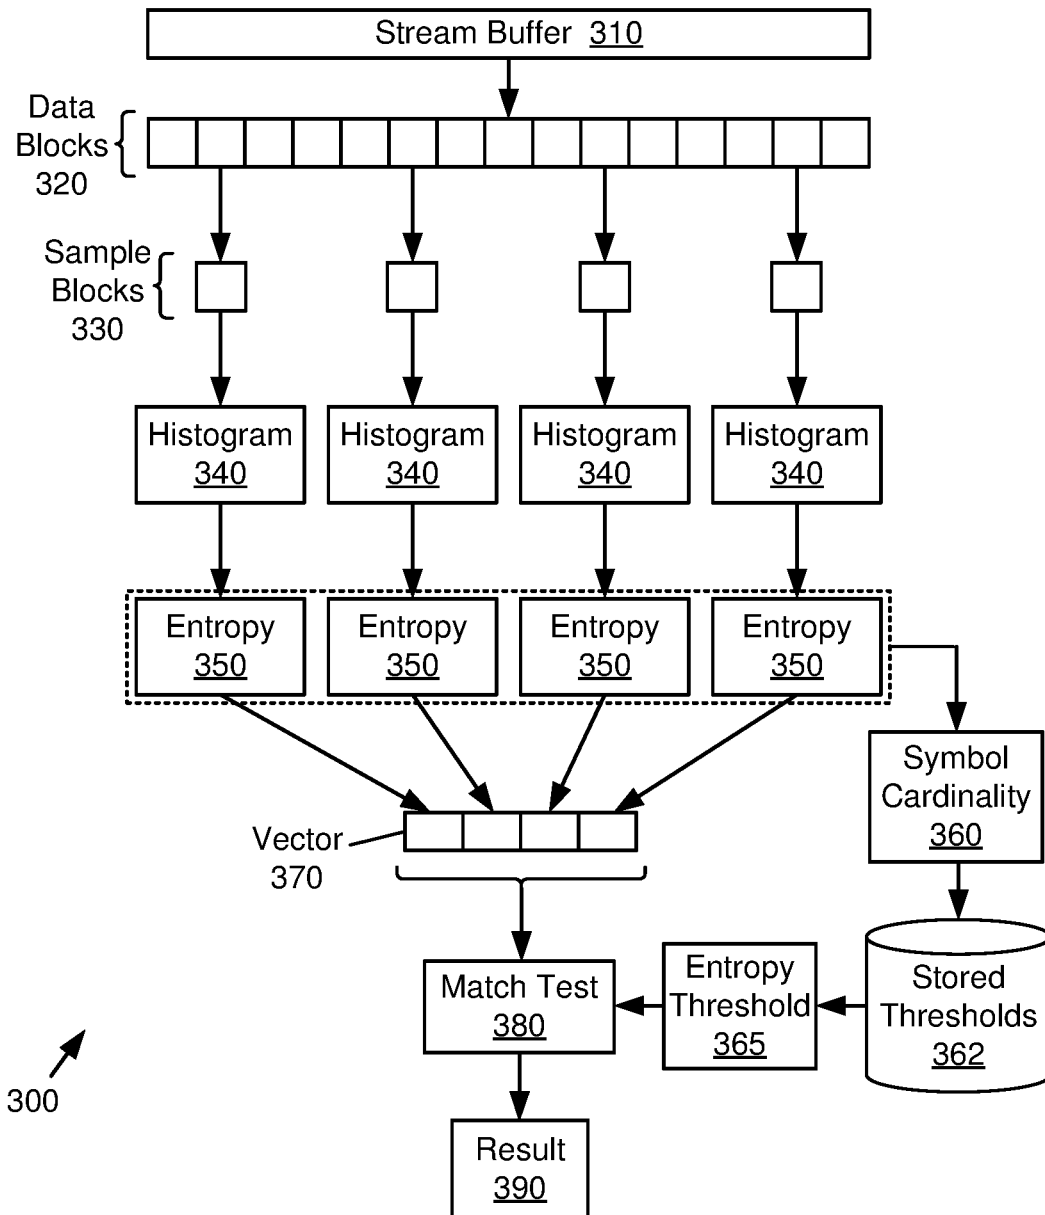 Stream Buffer 310
Data
Blocks
320
Sample
Blocks
330
Histogram
340
Histogram
340
Histogram
340
Histogram
340
Entropy
350
Entropy
350
Entropy
350
Entropy
350
Symbol
Cardinality
360
Vector
370
Match Test
380
Entropy
Threshold
365
Stored
Thresholds
362
300
Result
390